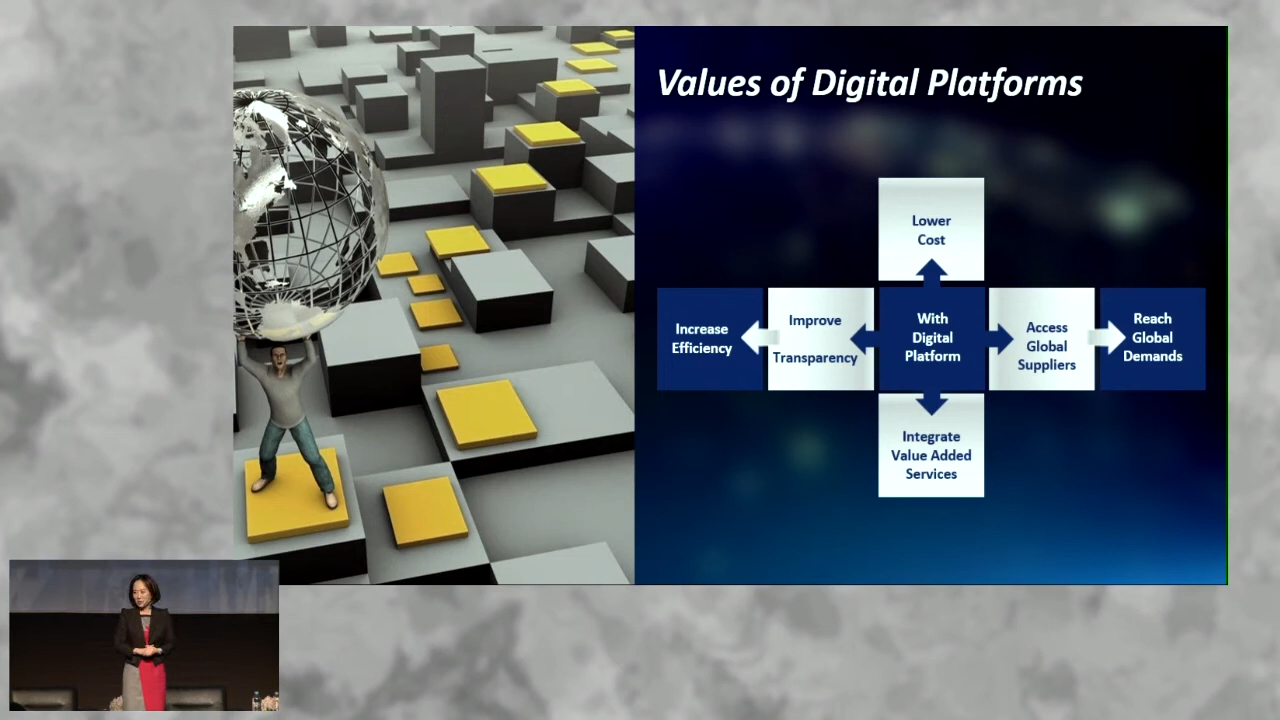 Values of Digital Platforms
Lower
Cost
Increase
Efficiency
Improve
Transparency
With
Digital
Platform
Access
Global
Suppliers
Reach
Global
Demands
Integrate
Value Added
Services